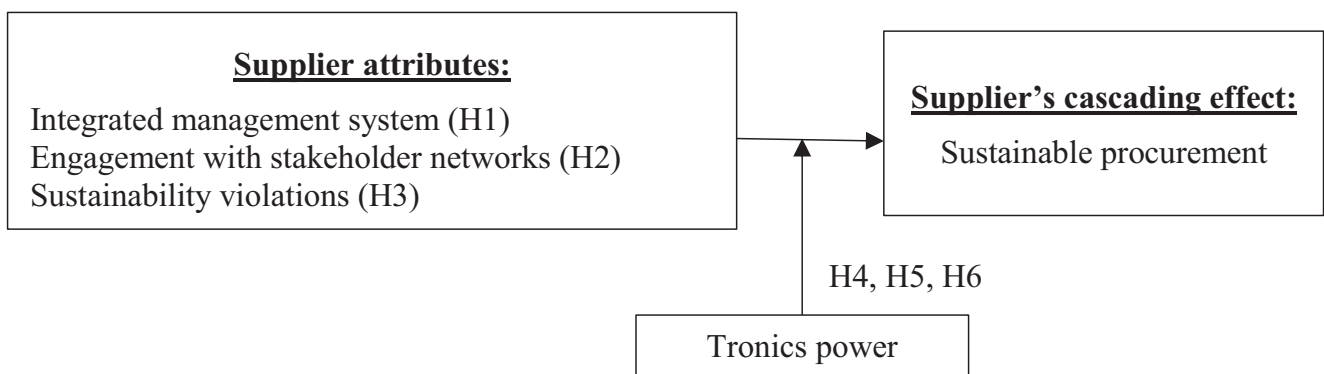 Supplier attributes:
Integrated management system (H1)
Engagement with stakeholder networks (H2)
Sustainability violations (H3)
Supplier’s cascading effect:
Sustainable procurement
H4, H5, H6
Tronics power